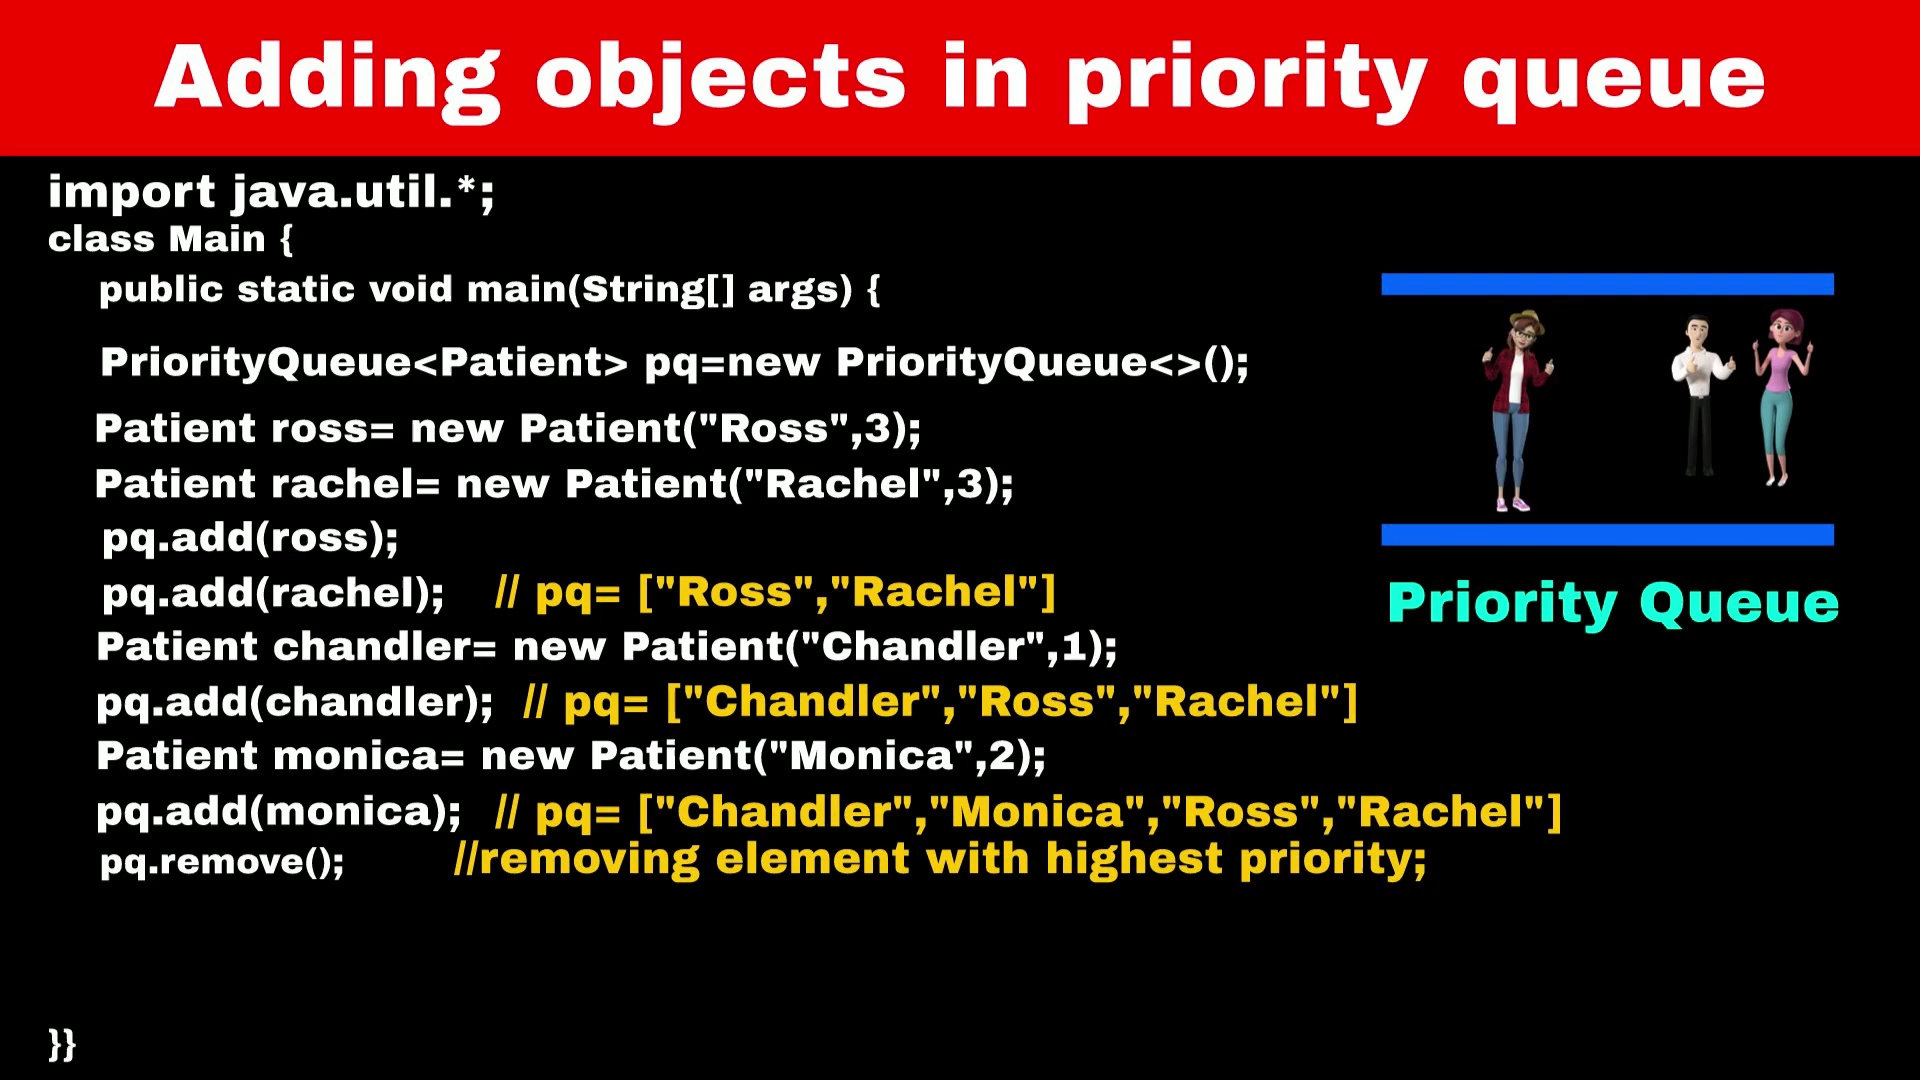 Adding objects in priority queue
import java.util.*;
class Main {
public static void main(String[] args) {
PriorityQueue<Patient> pq=new PriorityQueue<>();
Patient ross= new Patient("Ross",3);
Patient rachel= new Patient("Rachel",3);
pq.add(ross);
pq.add(rachel); // pq= ["Ross","Rachel"]
Patient chandler= new Patient("Chandler",1);
pq.add(chandler); // pq= ["Chandler","Ross","Rachel"]
Patient monica= new Patient("Monica",2);
pq.add(monica); // pq= ["Chandler","Monica","Ross","Rachel"]
pq.remove(); //removing element with highest priority;
}}
Priority Queue